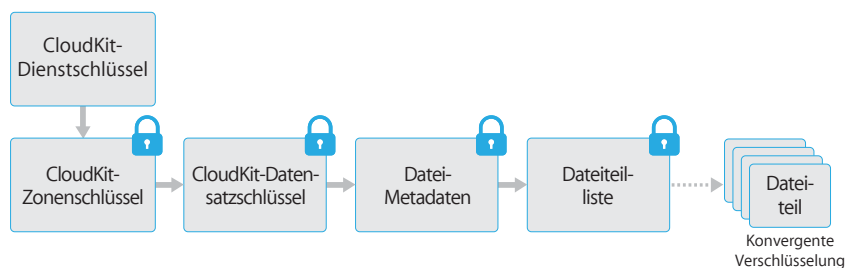 CloudKit-
Dienstschlüssel
CloudKit-
Zonenschlüssel
CloudKit-Daten-
satzschlüssel
Datei-
Metadaten
Dateiteil-
liste
Datei-
teil
Konvergente
Verschlüsselung